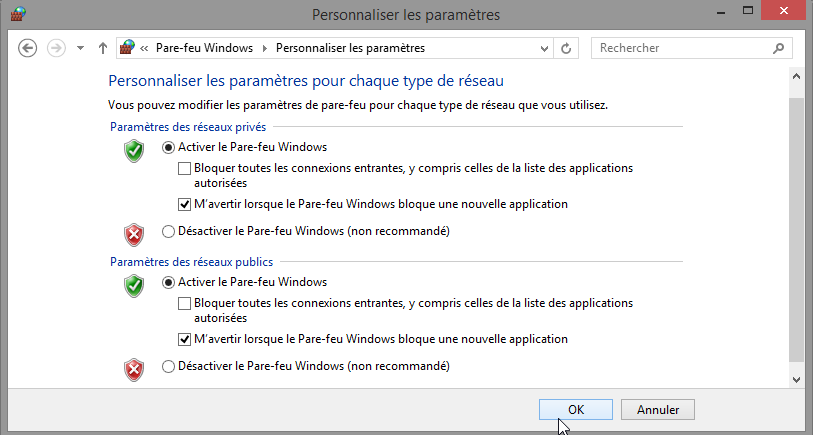 Personnaliser les paramètres
« Pare-feu Windows Personnaliser les paramètres Rechercher
Personnaliser les paramètres pour chaque type de réseau
Vous pouvez modifier les paramètres de pare-feu pour chaque type de réseau que vous utilisez.
Paramètres des réseaux privés
Activer le Pare-feu Windows
Bloquer toutes les connexions entrantes, y compris celles de la liste des applications
autorisées
M'avertir lorsque le Pare-feu Windows bloque une nouvelle application
Désactiver le Pare-feu Windows (non recommandé)
Paramètres des réseaux publics
Activer le Pare-feu Windows
Bloquer toutes les connexions entrantes, y compris celles de la liste des applications
autorisées
M'avertir lorsque le Pare-feu Windows bloque une nouvelle application
Désactiver le Pare-feu Windows (non recommandé)
OK Annuler